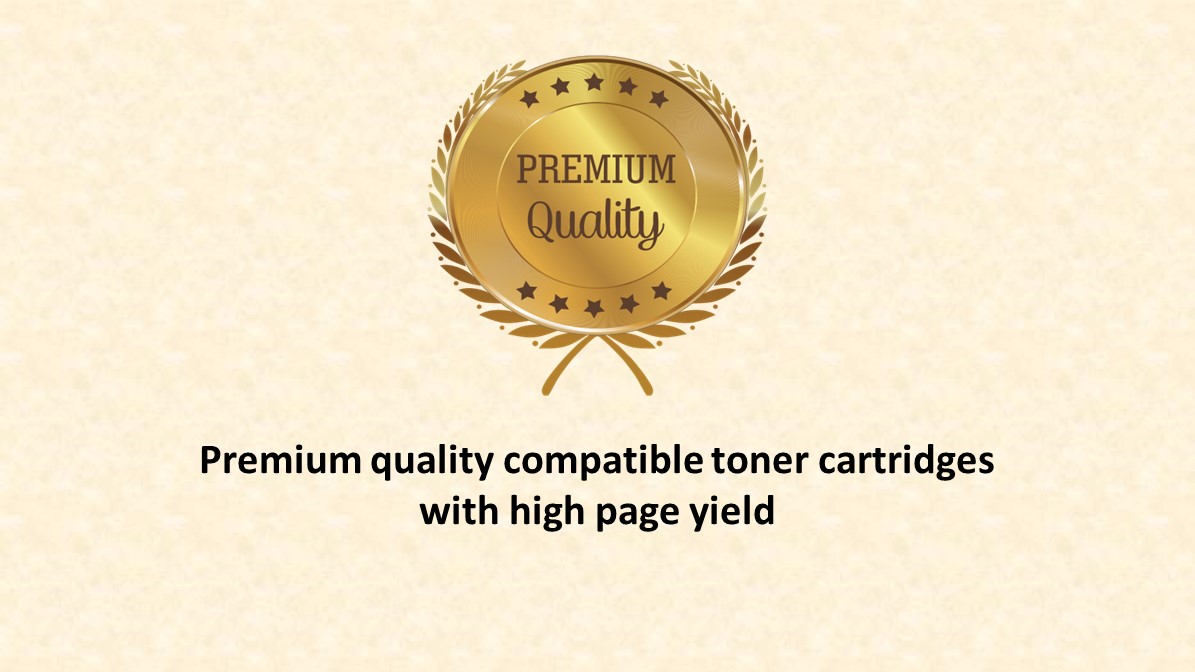 PREMIUM
Quality
Premium quality compatible toner cartridges
with high page yield